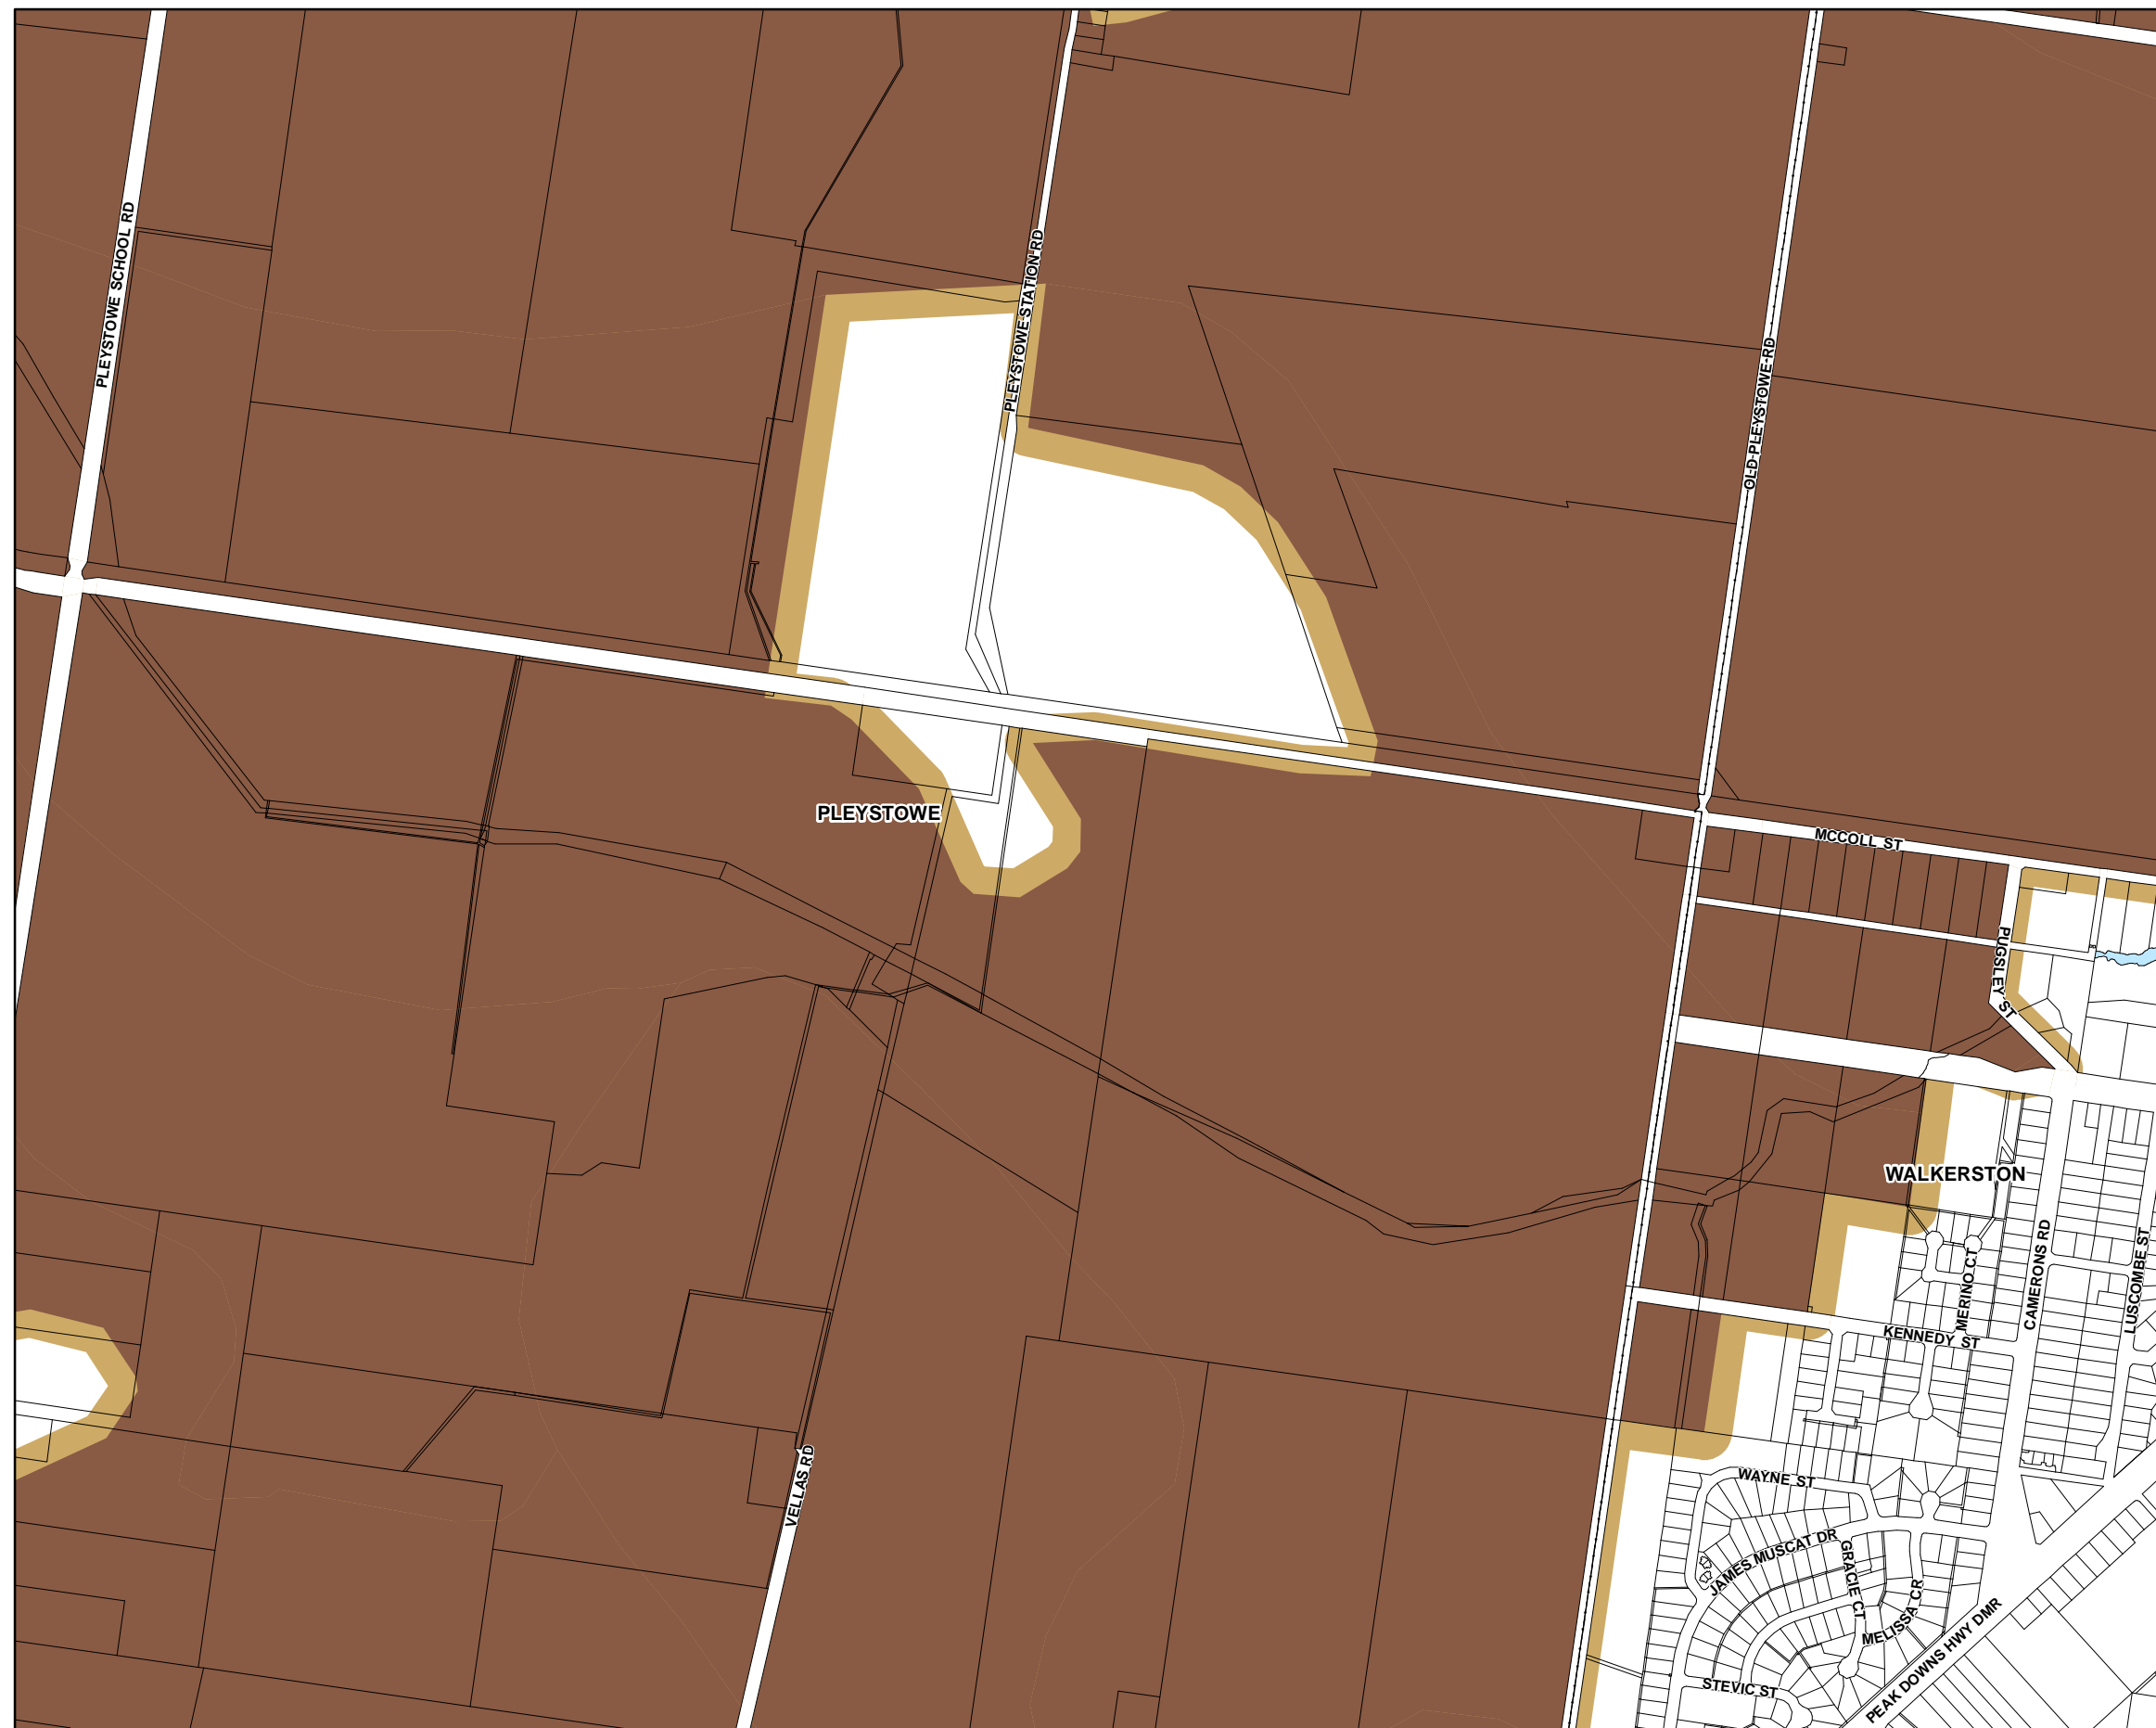 PLEYSTOWE SCHOOL RD
PLEYSTOWE STATION RD
OLD PLEYSTOWE RD
PLEYSTOWE
MCCOLL ST
PUGSLEY ST
WALKERSTON
MERINO CT
CAMERONS RD
LUSCOMBE ST
KENNEDY ST
VELLAS RD
WAYNE ST
JAMES MUSCAT DR
GRACIE CT
MELISSA CR
PEAK DOWNS HWY DMR
STEVIC ST